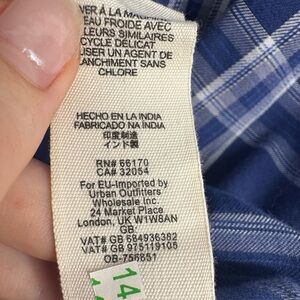 VER À LA MA
EAU FROIDE AVEC
LEURS SIMILAIRES
CYCLE DÉLICAT
LISER UN AGENT DE
ANCHIMENT SANS
CHLORE
HECHO EN LA INDIA
FABRICADO NA ÍNDIA
印度制造
インド製
RN# 66170
CA# 32054
For EU-Imported by
Urban Outfitters
Wholesale Inc
24 Market Place
London, UK W1W8AN
GB:
VAT# GB 684936382
VAT# GB 975119105
OB-756851
14